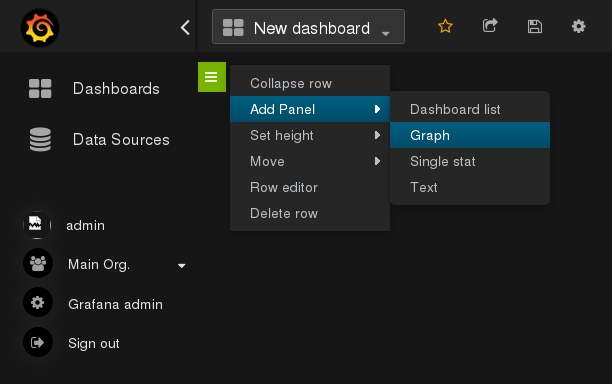 New dashboard
Dashboards
Data Sources
admin
Main Org.
Grafana admin
Sign out
Collapse row
Add Panel
Set height
Move
Row editor
Delete row
Dashboard list
Graph
Single stat
Text